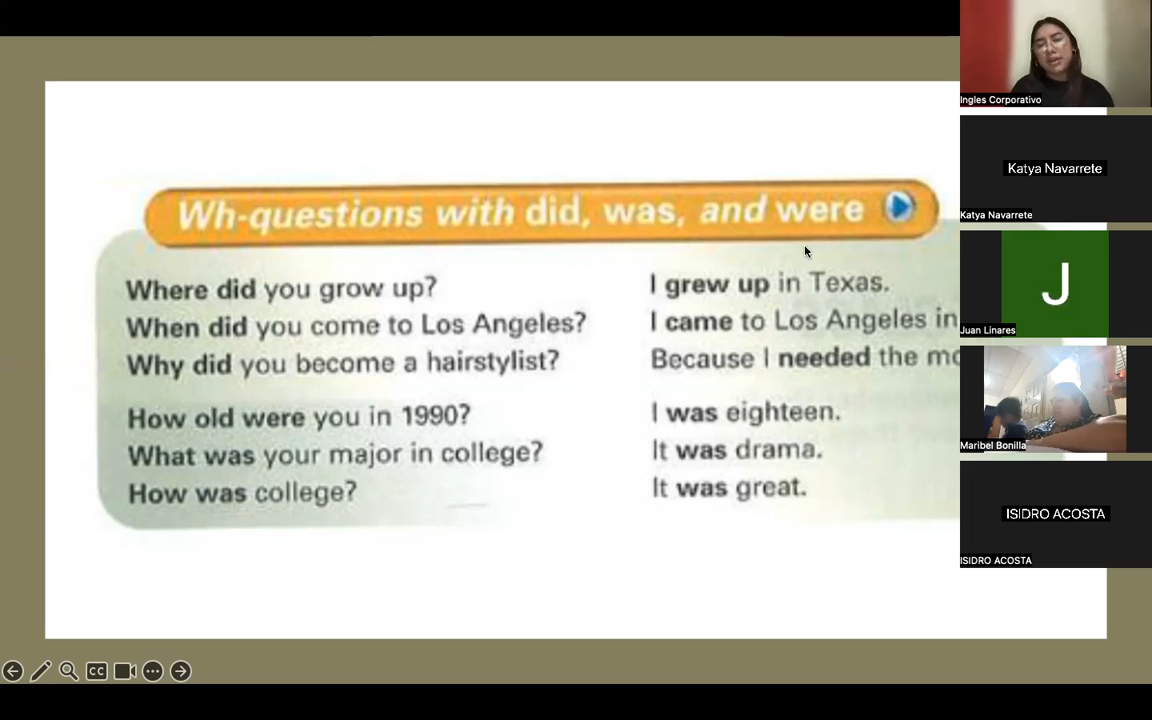 Wh-questions with did, was, and were
Where did you grow up?
I grew up in Texas.
When did you come to Los Angeles?
I came to Los Angeles in
Why did you become a hairstylist?
Because I needed the
How old were you in 1990?
I was eighteen.
What was your major in college?
It was drama.
How was college?
It was great.
Ingles Corporativo
Katya Navarrete
Katya Navarrete
J
Juan Linares
Maribel Bonilla
ISIDRO ACOSTA
ISIDRO ACOSTA
CC